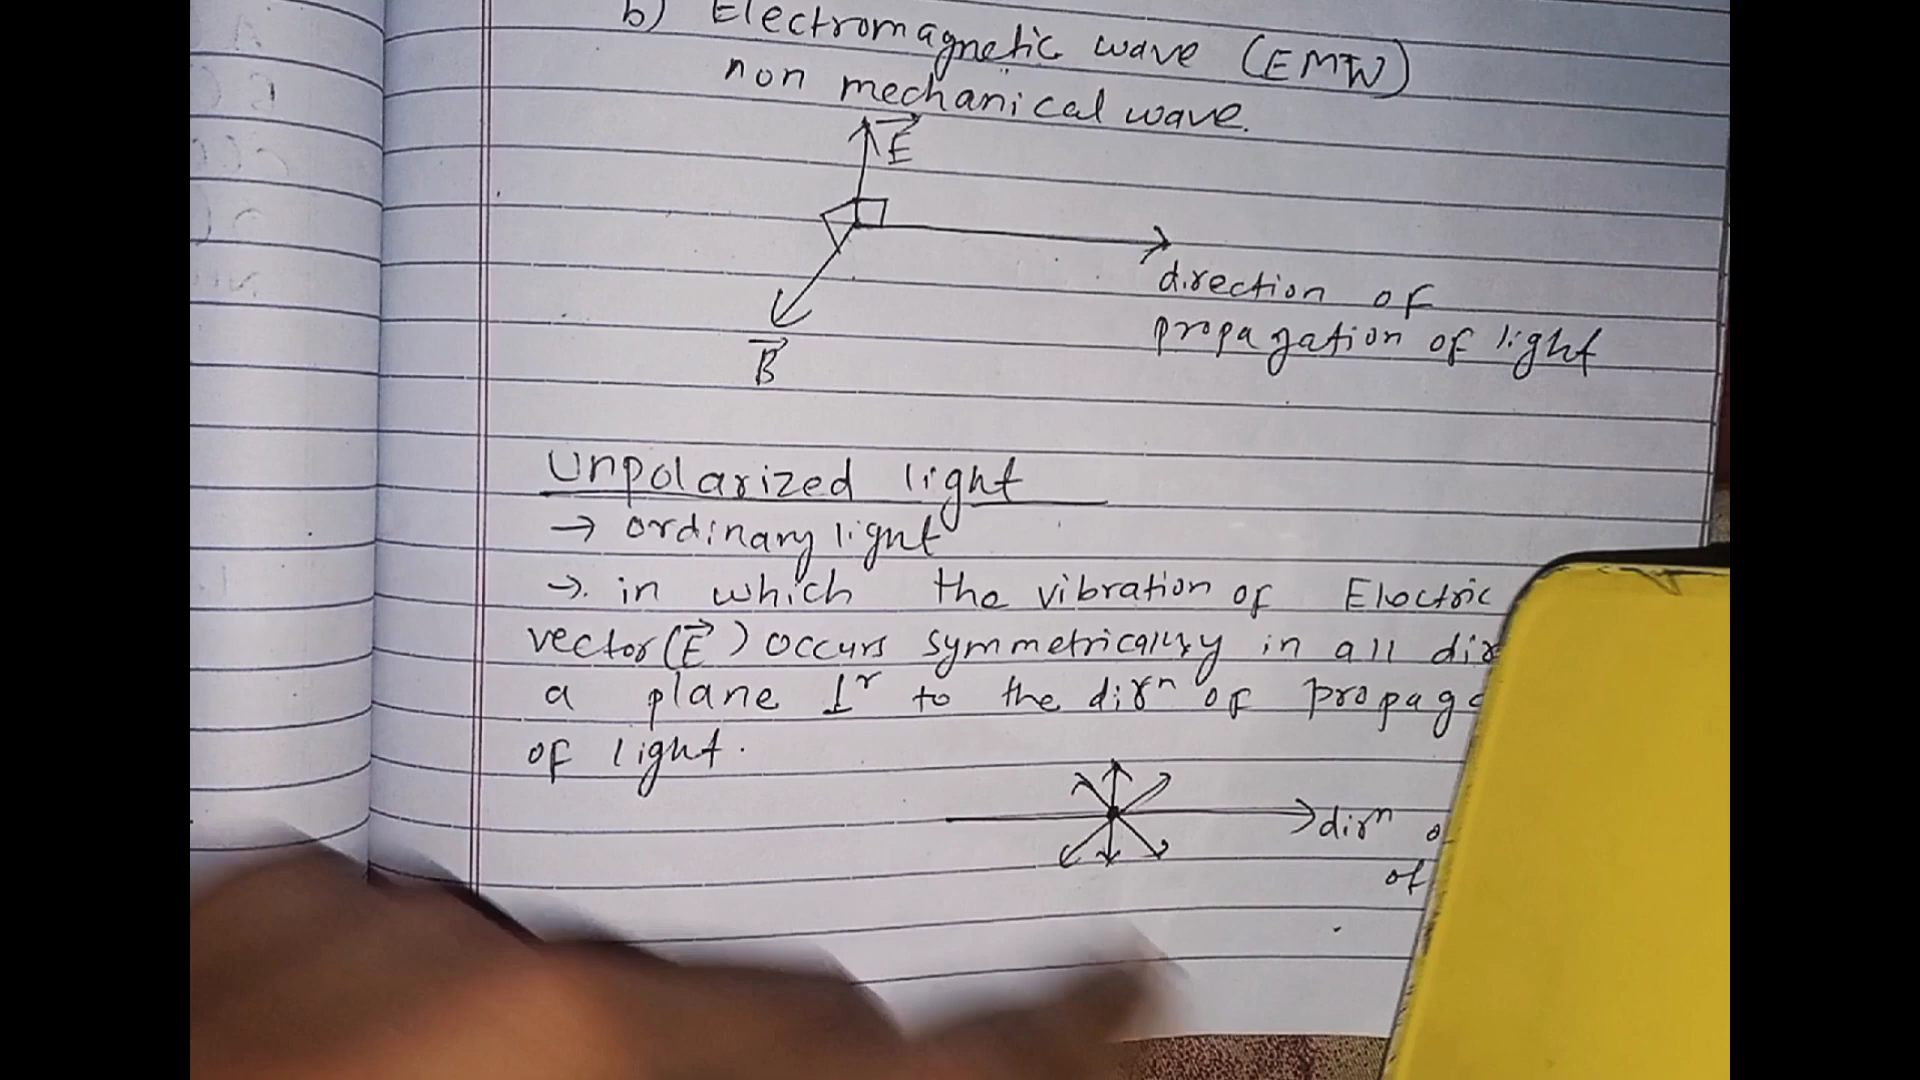 b) Electromagnetic wave (EMW)
non mechanical wave.
E
direction of
propagation of light
B
Unpolarized light
→ ordinary light
→. in which the vibration of Electric
vector (E) occurs symmetrically in all
a plane ⊥r to the dirn of
of light.
dirn
of